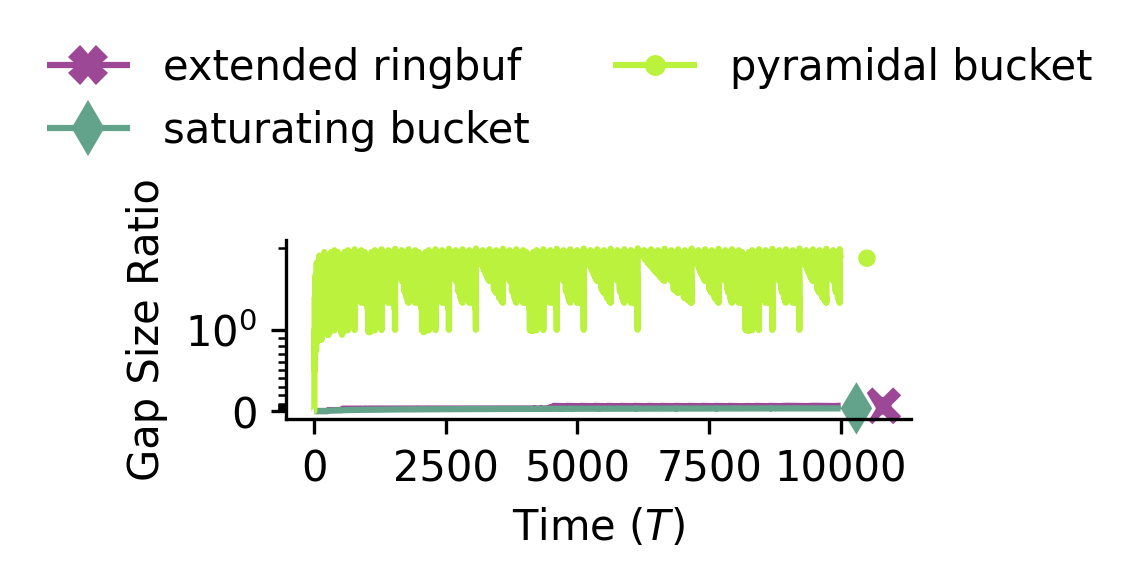 extended ringbuf
pyramidal bucket
saturating bucket
Gap Size Ratio
10⁰
0
0 2500 5000 7500 10000
Time (T)